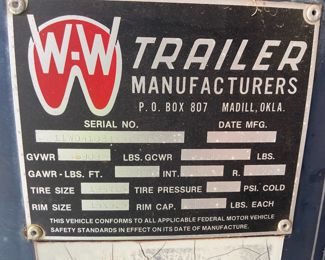 W-W TRAILER
MANUFACTURERS
P.O. BOX 807 MADILL, OKLA.
SERIAL NO. DATE MFG.
GVWR LBS. GCWR LBS.
GAWR - LBS. FT. INT. R.
TIRE SIZE TIRE PRESSURE PSI. COLD
RIM SIZE RIM CAP. LBS. EACH
THIS VEHICLE CONFORMS TO ALL APPLICABLE FEDERAL MOTOR VEHICLE
SAFETY STANDARDS IN EFFECT ON ITS DATE OF MANUFACTURE.